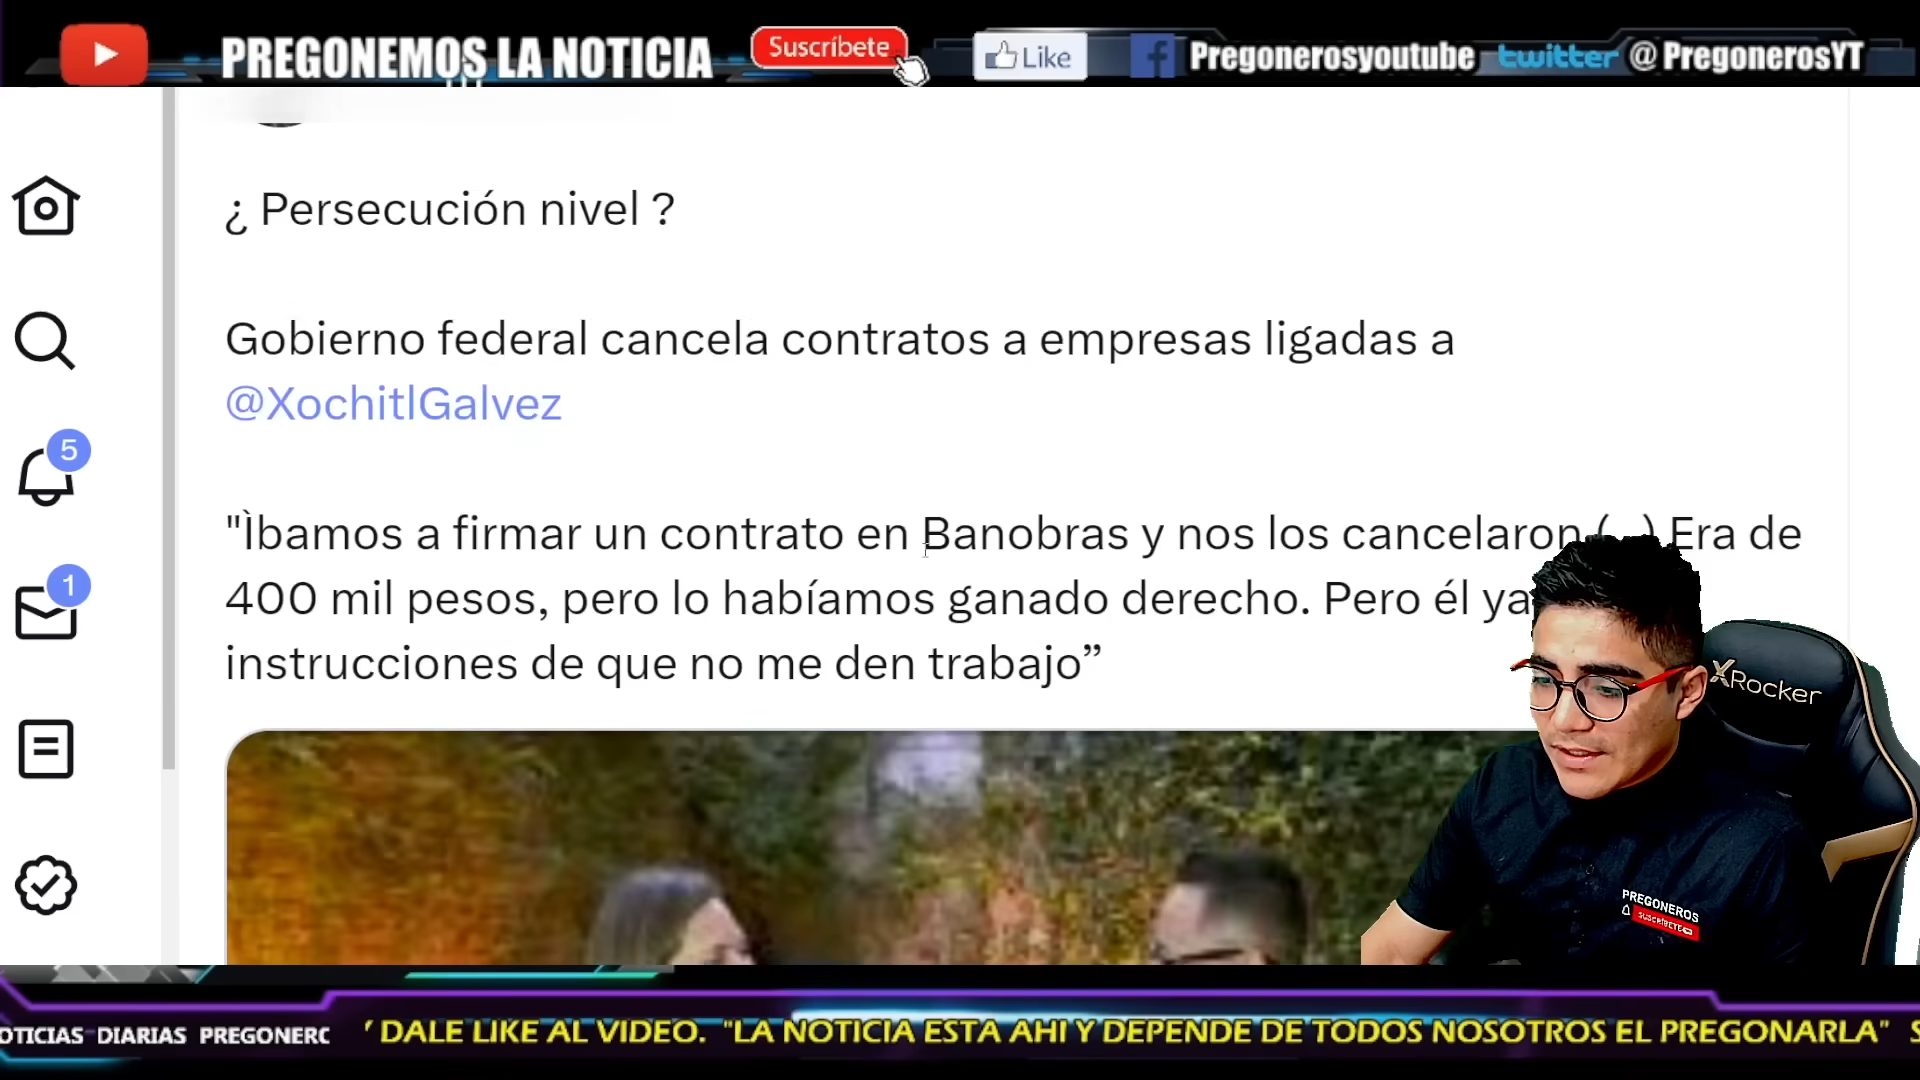 PREGONEMOS LA NOTICIA Suscríbete Like Pregonerosyoutube twitter @PregonerosYT
¿ Persecución nivel ?
Gobierno federal cancela contratos a empresas ligadas a
@XochitlGalvez
5
"Ìbamos a firmar un contrato en Banobras y nos los cancelaron (...) Era de
1
400 mil pesos, pero lo habíamos ganado derecho. Pero él ya
instrucciones de que no me den trabajo”
XRocker
PREGONEROS
SUSCRÍBETE
OTICIAS DIARIAS PREGONERO
DALE LIKE AL VIDEO. "LA NOTICIA ESTA AHI Y DEPENDE DE TODOS NOSOTROS EL PREGONARLA" S